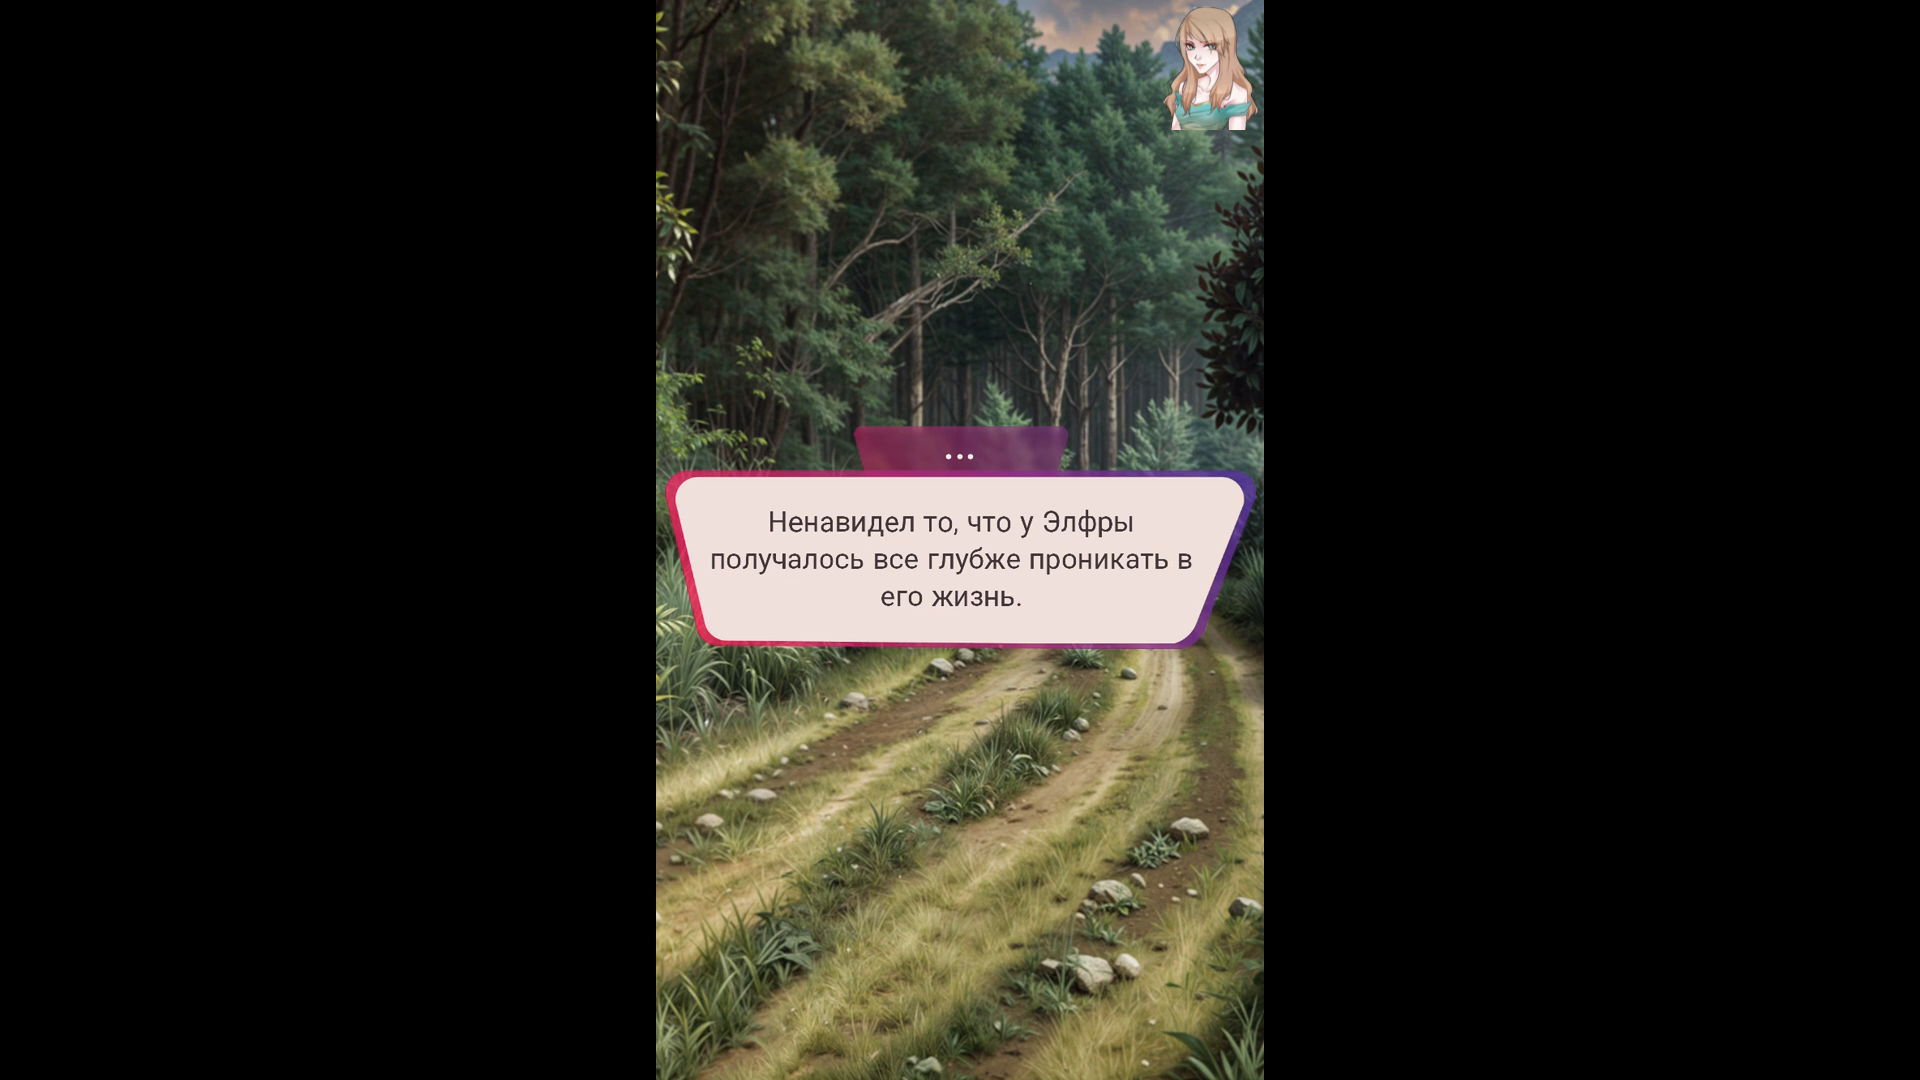 ...
Ненавидел то, что у Элфры
получалось все глубже проникать в
его жизнь.